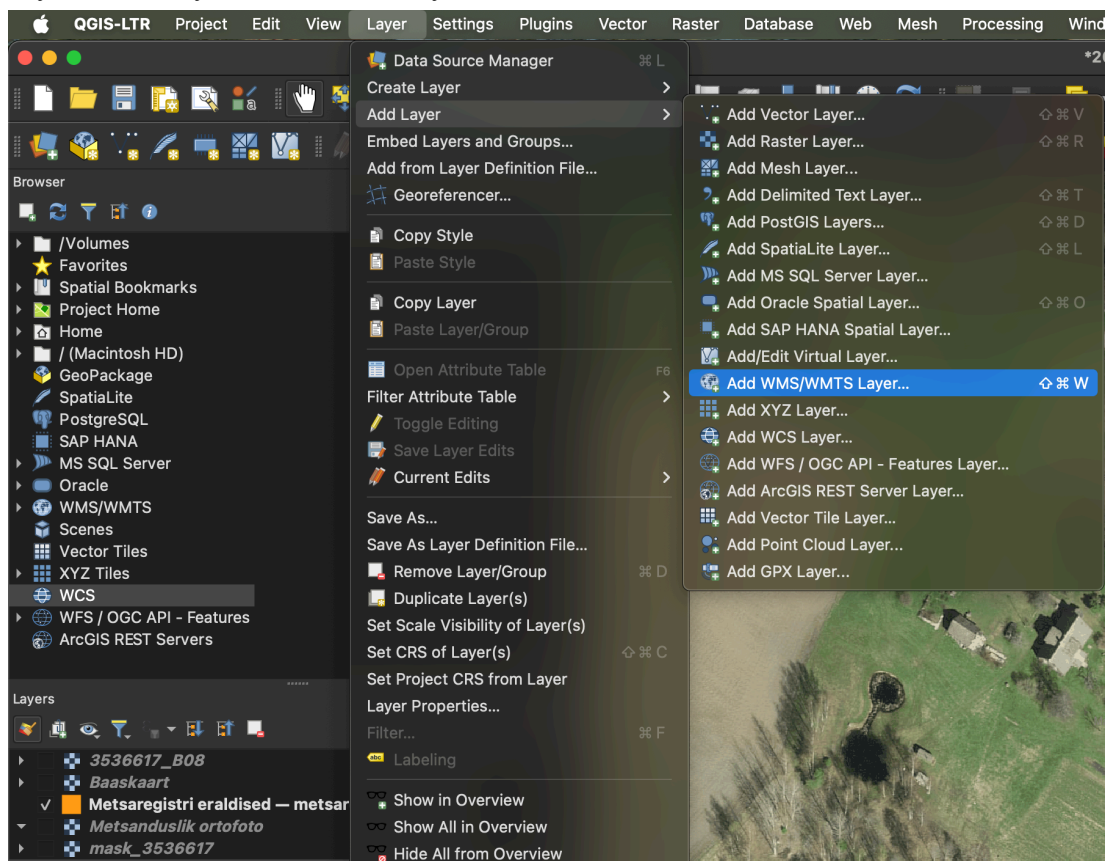 QGIS-LTR Project Edit View Layer Settings Plugins Vector Raster Database Web Mesh Processing Wind
Data Source Manager ⌘ L
Create Layer
Add Layer
Embed Layers and Groups...
Add from Layer Definition File...
Georeferencer...
Copy Style
Paste Style
Copy Layer
Paste Layer/Group
Open Attribute Table F6
Filter Attribute Table
Toggle Editing
Save Layer Edits
Current Edits
Save As...
Save As Layer Definition File...
Remove Layer/Group ⌘ D
Duplicate Layer(s)
Set Scale Visibility of Layer(s)
Set CRS of Layer(s) ⇧ ⌘ C
Set Project CRS from Layer
Layer Properties...
Filter... ⌘ F
abc Labeling
Show in Overview
Show All in Overview
Hide All from Overview
Add Vector Layer... ⇧ ⌘ V
Add Raster Layer... ⇧ ⌘ R
Add Mesh Layer...
Add Delimited Text Layer... ⇧ ⌘ T
Add PostGIS Layers... ⇧ ⌘ D
Add SpatiaLite Layer... ⇧ ⌘ L
Add MS SQL Server Layer...
Add Oracle Spatial Layer... ⇧ ⌘ O
Add SAP HANA Spatial Layer...
Add/Edit Virtual Layer...
Add WMS/WMTS Layer... ⇧ ⌘ W
Add XYZ Layer...
Add WCS Layer...
Add WFS / OGC API - Features Layer...
Add ArcGIS REST Server Layer...
Add Vector Tile Layer...
Add Point Cloud Layer...
Add GPX Layer...
Browser
/Volumes
Favorites
Spatial Bookmarks
Project Home
Home
/ (Macintosh HD)
GeoPackage
SpatiaLite
PostgreSQL
SAP HANA
MS SQL Server
Oracle
WMS/WMTS
Scenes
Vector Tiles
XYZ Tiles
WCS
WFS / OGC API - Features
ArcGIS REST Servers
Layers
3536617_B08
Baaskaart
Metsaregistri eraldised — metsar
Metsanduslik ortofoto
mask_3536617